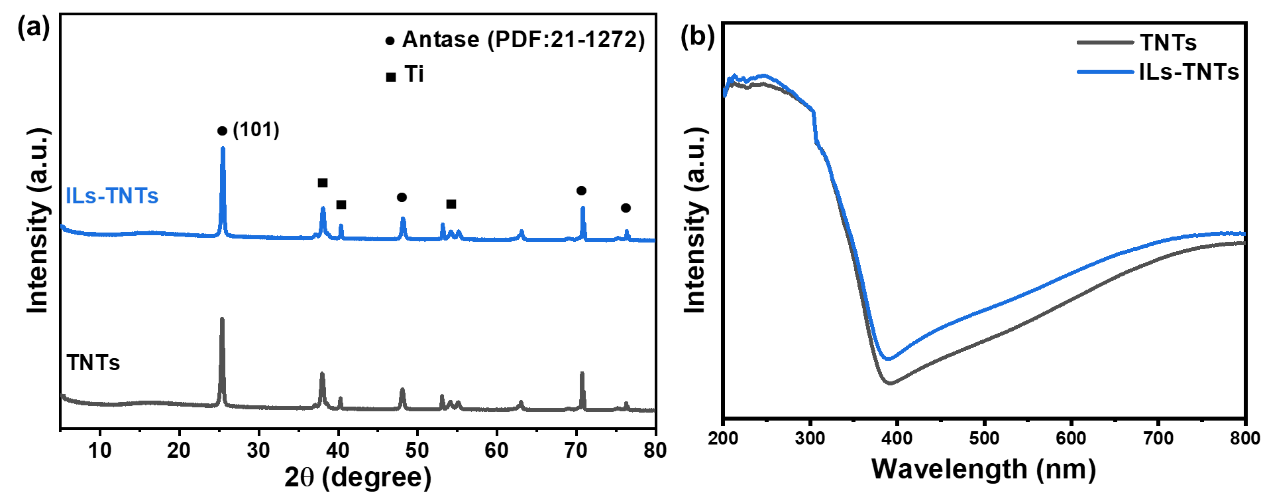 (a)
● Antase (PDF:21-1272)
■ Ti
● (101)
ILs-TNTs
TNTs
Intensity (a.u.)
10 20 30 40 50 60 70 80
2θ (degree)
(b)
TNTs
ILs-TNTs
Intensity (a.u.)
200 300 400 500 600 700 800
Wavelength (nm)